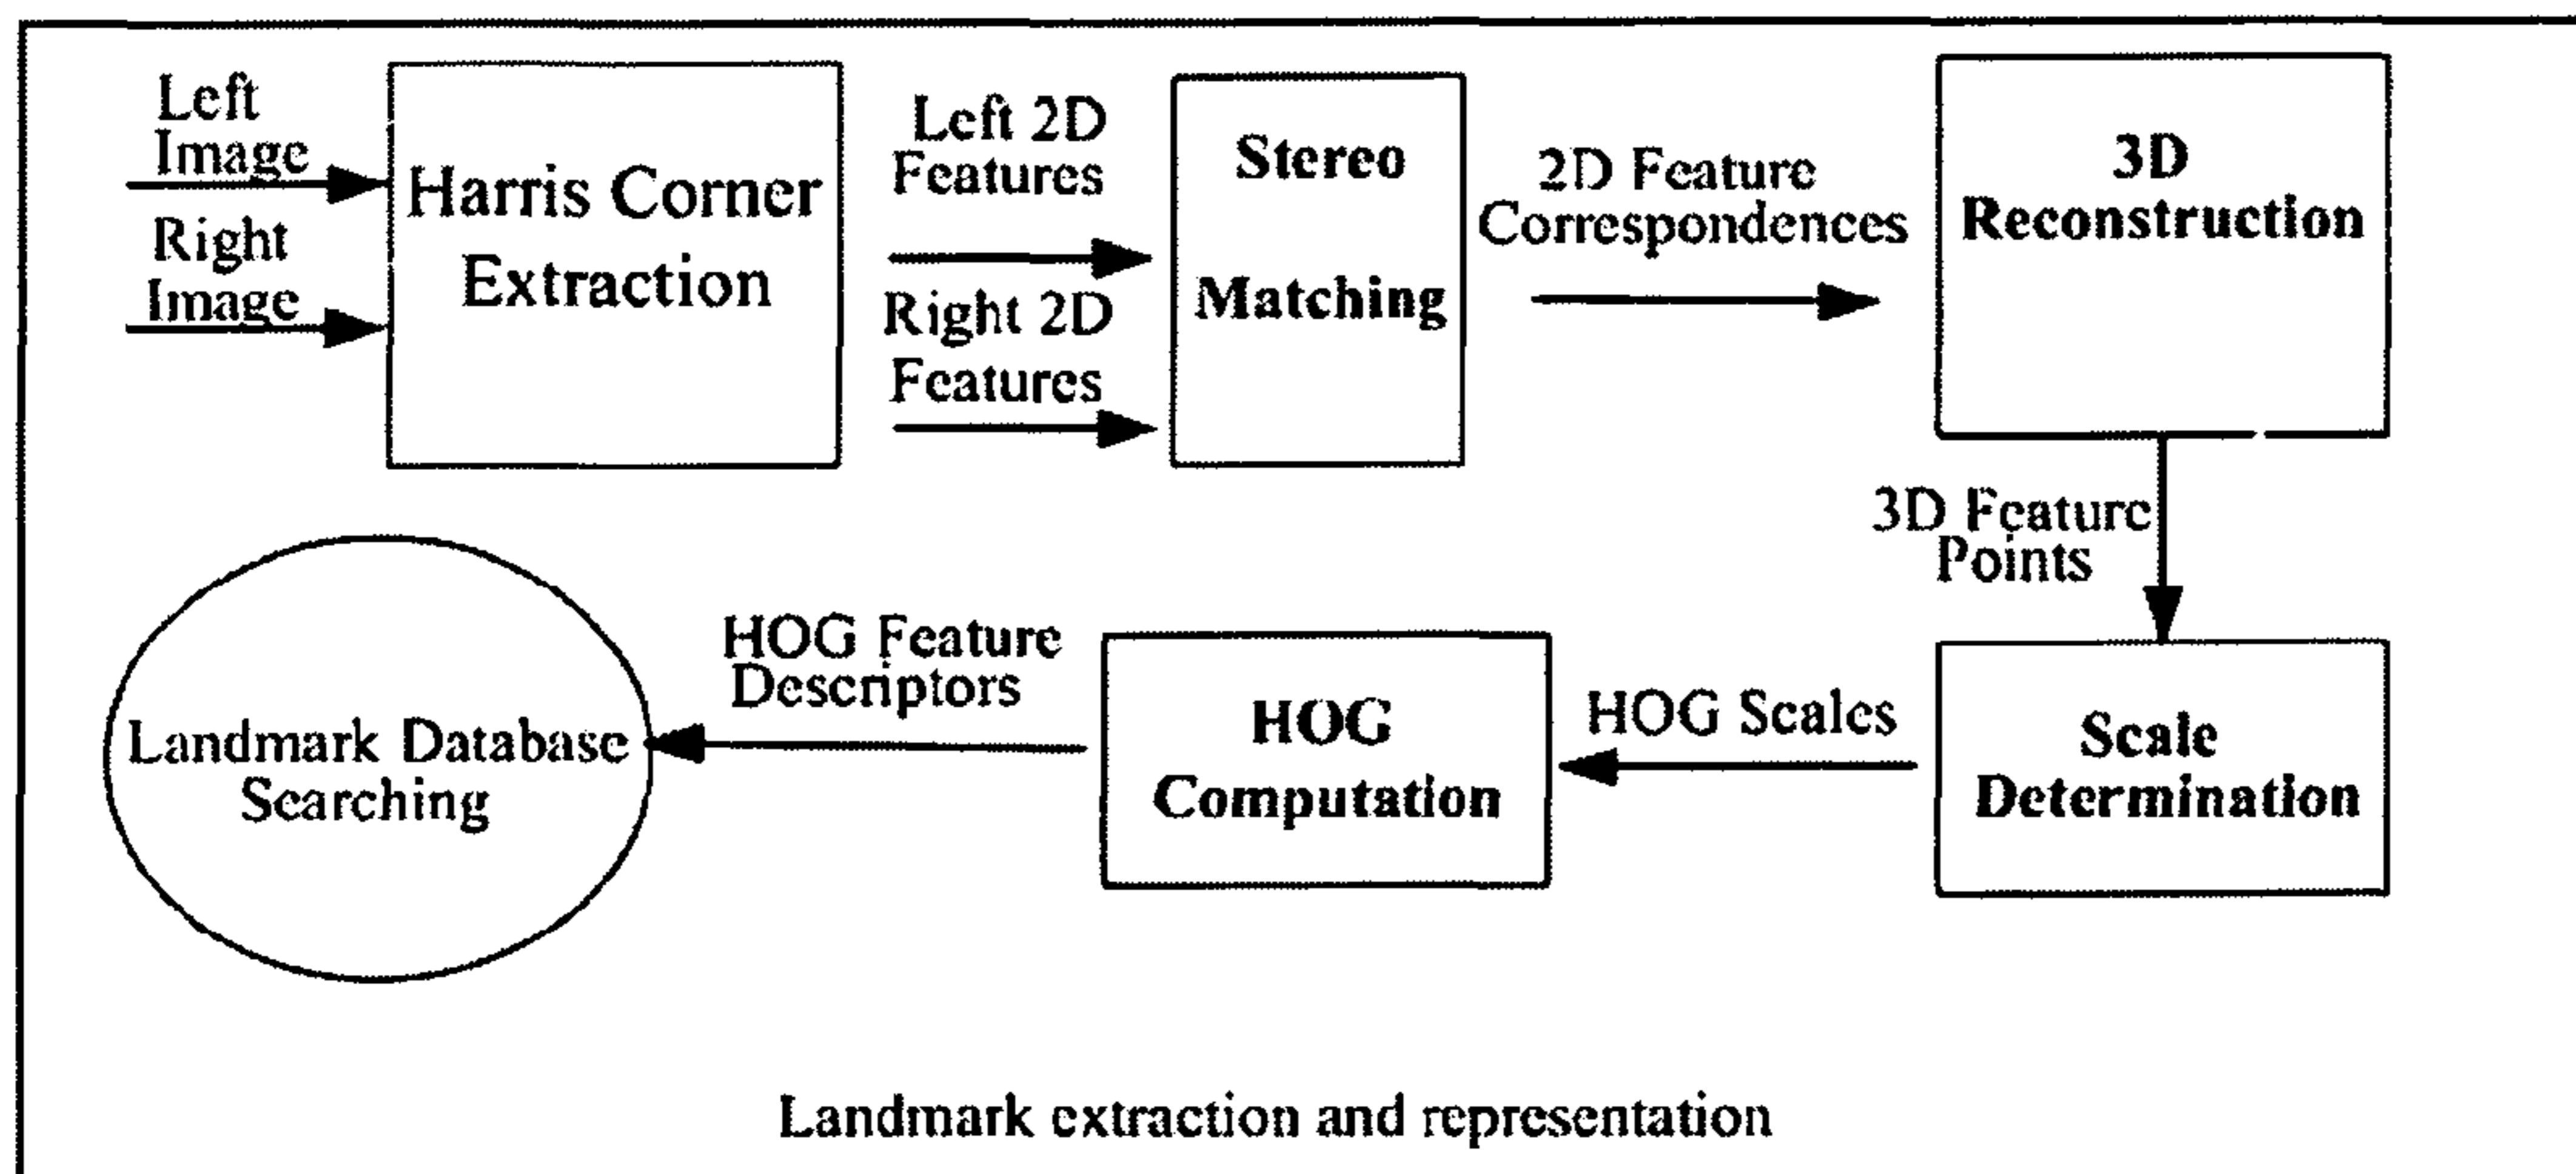 Left
Image
Right
Image
Harris Corner
Extraction
Left 2D
Features
Right 2D
Features
Stereo
Matching
2D Feature
Correspondences
3D
Reconstruction
3D Feature
Points
Scale
Determination
HOG Scales
HOG
Computation
HOG Feature
Descriptors
Landmark Database
Searching
Landmark extraction and representation